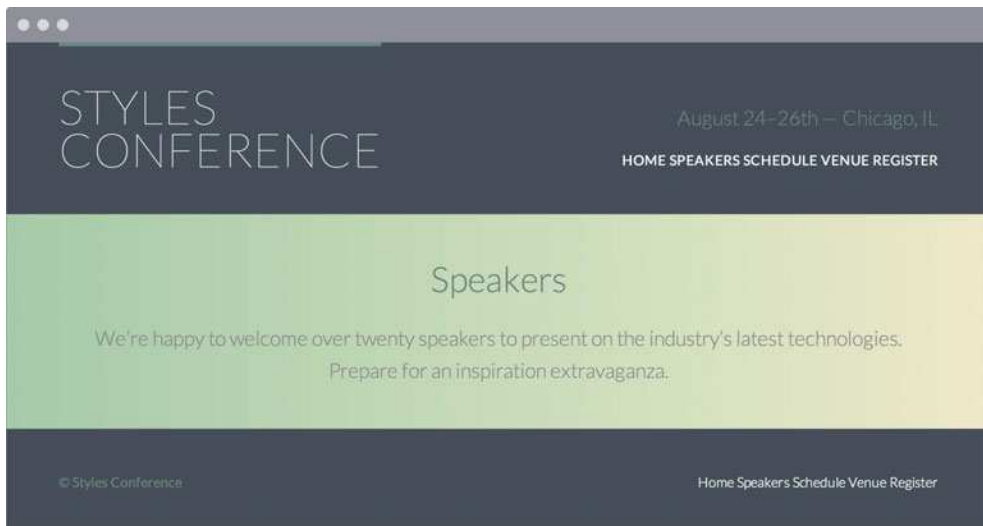 STYLES
CONFERENCE
August 24–26th — Chicago, IL
HOME SPEAKERS SCHEDULE VENUE REGISTER
Speakers
We're happy to welcome over twenty speakers to present on the industry's latest technologies.
Prepare for an inspiration extravaganza.
© Styles Conference
Home Speakers Schedule Venue Register